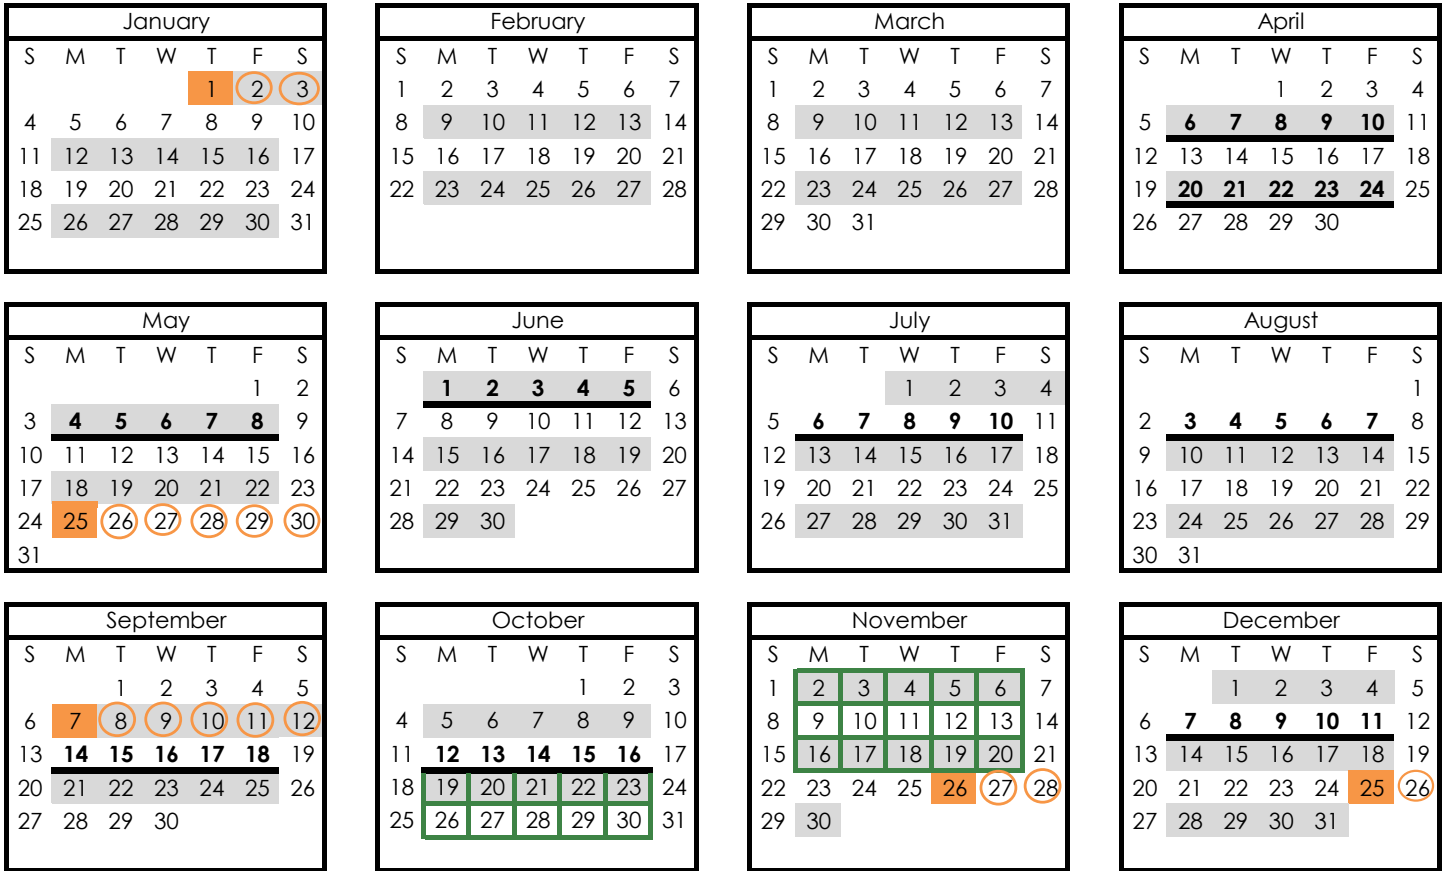 January
S M T W T F S
1 2 3
4 5 6 7 8 9 10
11 12 13 14 15 16 17
18 19 20 21 22 23 24
25 26 27 28 29 30 31
February
S M T W T F S
1 2 3 4 5 6 7
8 9 10 11 12 13 14
15 16 17 18 19 20 21
22 23 24 25 26 27 28
March
S M T W T F S
1 2 3 4 5 6 7
8 9 10 11 12 13 14
15 16 17 18 19 20 21
22 23 24 25 26 27 28
29 30 31
April
S M T W T F S
1 2 3 4
5 6 7 8 9 10 11
12 13 14 15 16 17 18
19 20 21 22 23 24 25
26 27 28 29 30
May
S M T W T F S
1 2
3 4 5 6 7 8 9
10 11 12 13 14 15 16
17 18 19 20 21 22 23
24 25 26 27 28 29 30
31
June
S M T W T F S
1 2 3 4 5 6
7 8 9 10 11 12 13
14 15 16 17 18 19 20
21 22 23 24 25 26 27
28 29 30
July
S M T W T F S
1 2 3 4
5 6 7 8 9 10 11
12 13 14 15 16 17 18
19 20 21 22 23 24 25
26 27 28 29 30 31
August
S M T W T F S
1
2 3 4 5 6 7 8
9 10 11 12 13 14 15
16 17 18 19 20 21 22
23 24 25 26 27 28 29
30 31
September
S M T W T F S
1 2 3 4 5
6 7 8 9 10 11 12
13 14 15 16 17 18 19
20 21 22 23 24 25 26
27 28 29 30
October
S M T W T F S
1 2 3
4 5 6 7 8 9 10
11 12 13 14 15 16 17
18 19 20 21 22 23 24
25 26 27 28 29 30 31
November
S M T W T F S
1 2 3 4 5 6 7
8 9 10 11 12 13 14
15 16 17 18 19 20 21
22 23 24 25 26 27 28
29 30
December
S M T W T F S
1 2 3 4 5
6 7 8 9 10 11 12
13 14 15 16 17 18 19
20 21 22 23 24 25 26
27 28 29 30 31